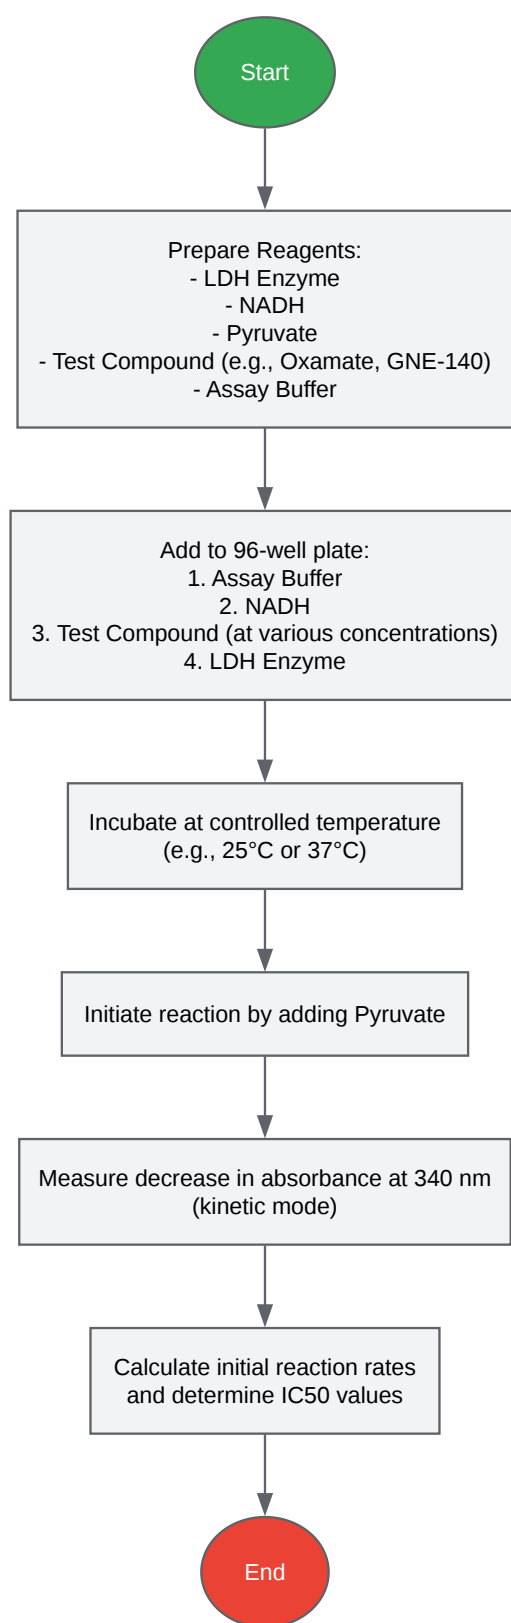 Start
Prepare Reagents:
- LDH Enzyme
- NADH
- Pyruvate
- Test Compound (e.g., Oxamate, GNE-140)
- Assay Buffer
Add to 96-well plate:
1. Assay Buffer
2. NADH
3. Test Compound (at various concentrations)
4. LDH Enzyme
Incubate at controlled temperature
(e.g., 25°C or 37°C)
Initiate reaction by adding Pyruvate
Measure decrease in absorbance at 340 nm
(kinetic mode)
Calculate initial reaction rates
and determine IC50 values
End